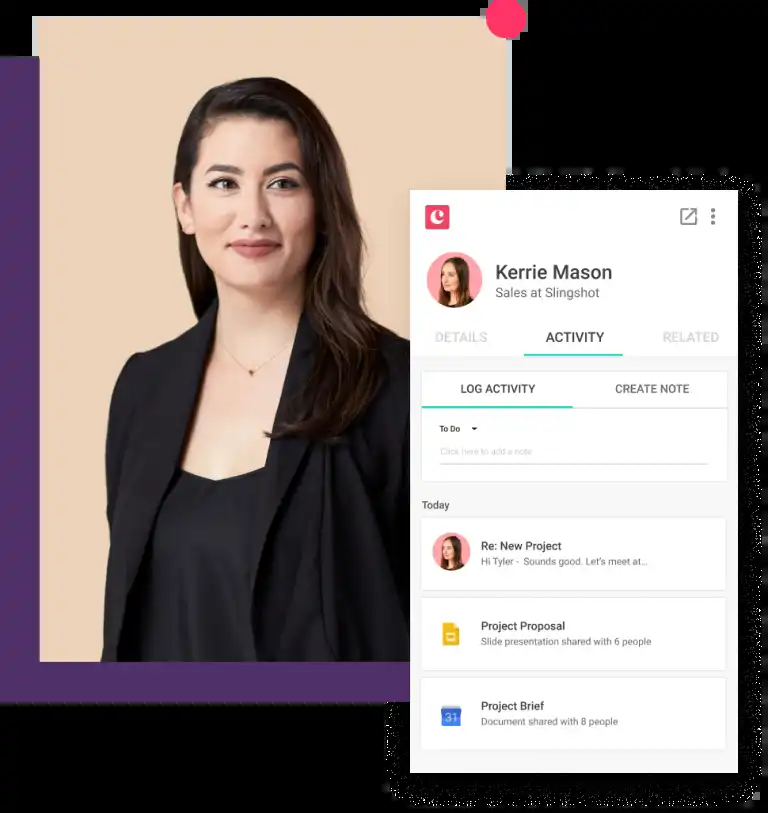 Kerrie Mason
Sales at Slingshot
DETAILS ACTIVITY RELATED
LOG ACTIVITY CREATE NOTE
To Do
Click here to add a note
Today
Re: New Project
Hi Tyler - Sounds good. Let's meet at...
Project Proposal
Slide presentation shared with 6 people
31
Project Brief
Document shared with 8 people